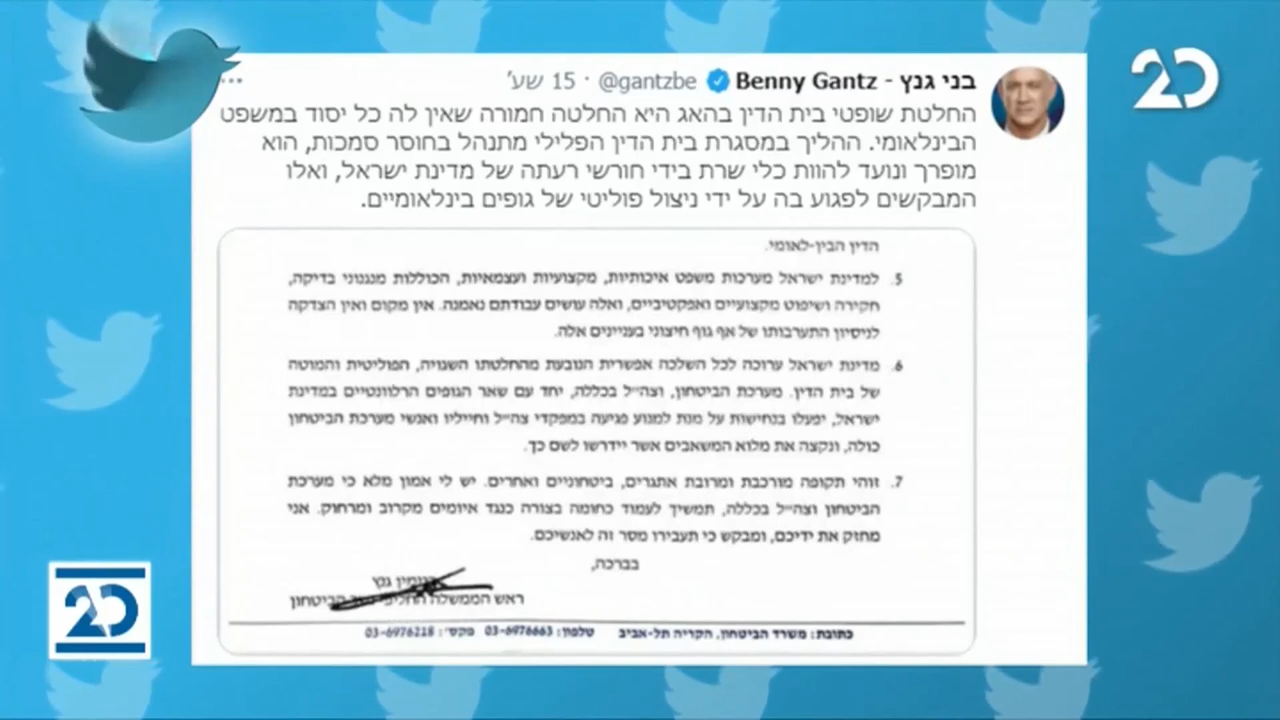 20
בני גנץ - Benny Gantz @gantzbe · 15 שע'
החלטת שופטי בית הדין בהאג היא החלטה חמורה שאין לה כל יסוד במשפט
הבינלאומי. ההליך במסגרת בית הדין הפלילי מתנהל בחוסר סמכות, הוא
מופרך ונועד להוות כלי שרת בידי חורשי רעתה של מדינת ישראל, ואלו
המבקשים לפגוע בה על ידי ניצול פוליטי של גופים בינלאומיים.
הדין הבין-לאומי.
5. למדינת ישראל מערכות משפט איכותיות, מקצועיות ועצמאיות, הכוללות מנגנוני בדיקה,
חקירה ושיפוט מקצועיים ואפקטיביים, ואלה עושים עבודתם נאמנה. אין מקום ואין הצדקה
לניסיון התערבותו של אף גוף חיצוני בעניינים אלה.
6. מדינת ישראל ערוכה לכל השלכה אפשרית הנובעת מהחלטתו השגויה, הפוליטית והמוטה
של בית הדין. מערכת הביטחון, וצה"ל בכללה, יחד עם שאר הגופים הרלוונטיים במדינת
ישראל, יפעלו בנחישות על מנת למנוע פגיעה במפקדי צה"ל וחייליו ואנשי מערכת הביטחון
כולה, ונקצה את מלוא המשאבים אשר יידרשו לשם כך.
7. זוהי תקופה מורכבת ומרובת אתגרים, ביטחוניים ואחרים. יש לי אמון מלא כי מערכת
הביטחון וצה"ל בכללה, תמשיך לעמוד כחומה בצורה כנגד איומים מקרוב ומרחוק. אני
מחזק את ידיכם, ומבקש כי תעבירו מסר זה לאנשיכם.
בברכה,
בנימין גנץ
ראש הממשלה החליפי ושר הביטחון
כתובת: משרד הביטחון, הקריה תל-אביב טלפון: 03-6976663 פקס': 03-6976218
20